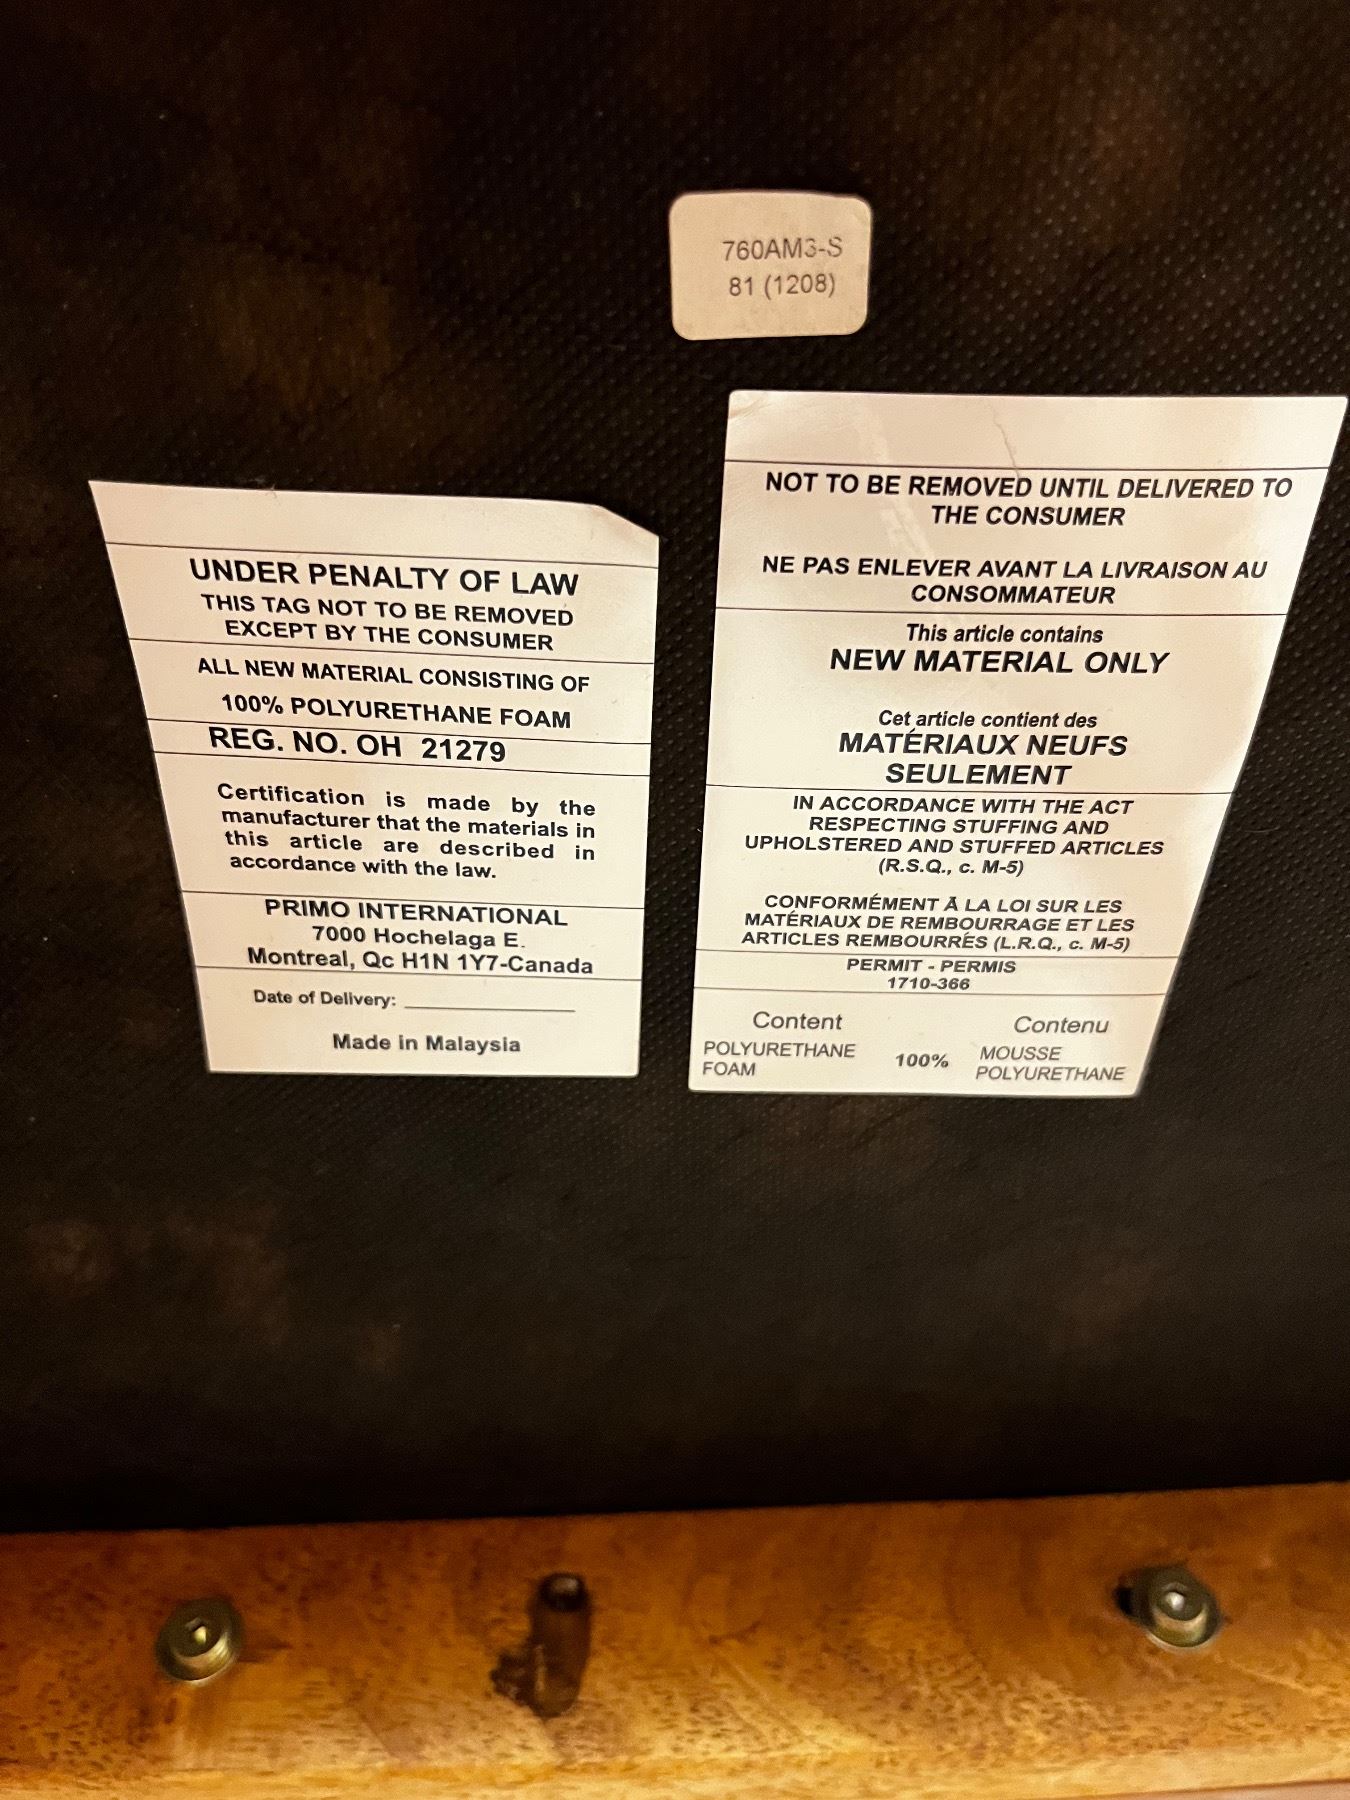 760AM3-S
81 (1208)
UNDER PENALTY OF LAW
THIS TAG NOT TO BE REMOVED
EXCEPT BY THE CONSUMER
ALL NEW MATERIAL CONSISTING OF
100% POLYURETHANE FOAM
REG. NO. OH 21279
Certification is made by the
manufacturer that the materials in
this article are described in
accordance with the law.
PRIMO INTERNATIONAL
7000 Hochelaga E.
Montreal, Qc H1N 1Y7-Canada
Date of Delivery: ____________
Made in Malaysia
NOT TO BE REMOVED UNTIL DELIVERED TO
THE CONSUMER
NE PAS ENLEVER AVANT LA LIVRAISON AU
CONSOMMATEUR
This article contains
NEW MATERIAL ONLY
Cet article contient des
MATÉRIAUX NEUFS
SEULEMENT
IN ACCORDANCE WITH THE ACT
RESPECTING STUFFING AND
UPHOLSTERED AND STUFFED ARTICLES
(R.S.Q., c. M-5)
CONFORMÉMENT À LA LOI SUR LES
MATÉRIAUX DE REMBOURRAGE ET LES
ARTICLES REMBOURRÉS (L.R.Q., c. M-5)
PERMIT - PERMIS
1710-366
Content Contenu
POLYURETHANE FOAM 100% MOUSSE POLYURETHANE